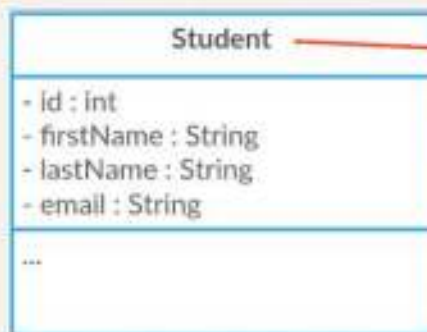 Student
- id : int
- firstName : String
- lastName : String
- email : String
...